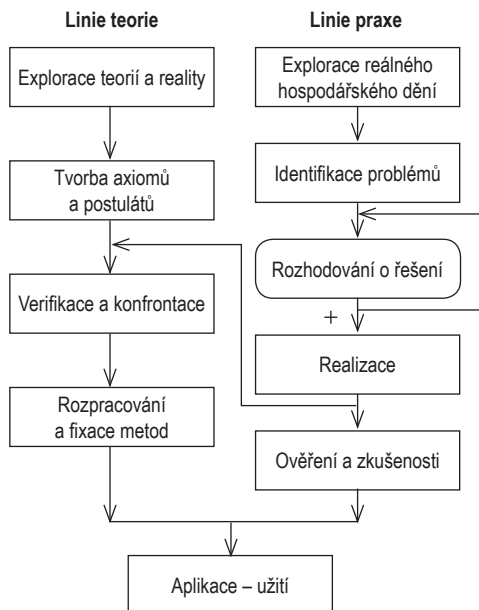 Linie teorie
Explorace teorií a reality
Tvorba axiomů
a postulátů
Verifikace a konfrontace
Rozpracování
a fixace metod
Linie praxe
Explorace reálného
hospodářského dění
Identifikace problémů
Rozhodování o řešení
+
Realizace
Ověření a zkušenosti
Aplikace – užití